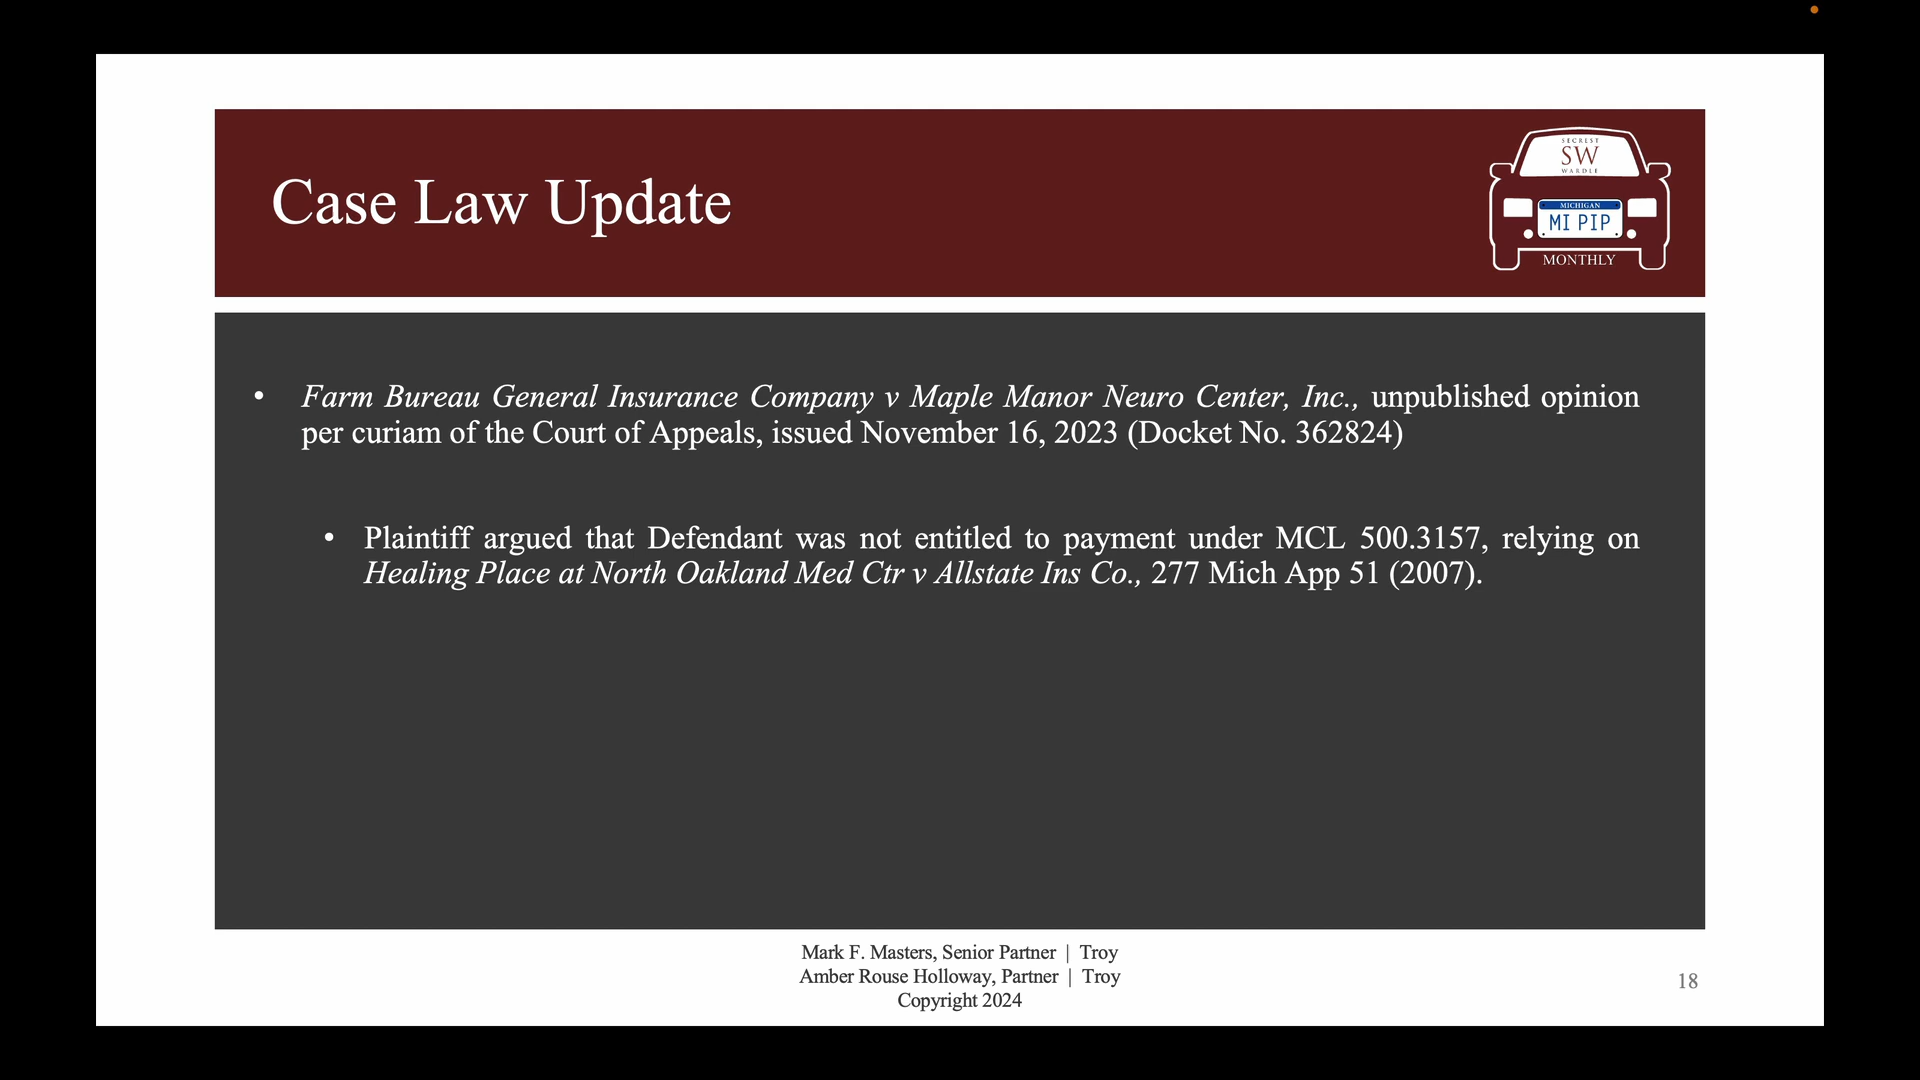 Case Law Update
SECREST
SW
WARDLE
MICHIGAN
MI PIP
MONTHLY
• Farm Bureau General Insurance Company v Maple Manor Neuro Center, Inc., unpublished opinion
per curiam of the Court of Appeals, issued November 16, 2023 (Docket No. 362824)
• Plaintiff argued that Defendant was not entitled to payment under MCL 500.3157, relying on
Healing Place at North Oakland Med Ctr v Allstate Ins Co., 277 Mich App 51 (2007).
Mark F. Masters, Senior Partner | Troy
Amber Rouse Holloway, Partner | Troy
Copyright 2024
18